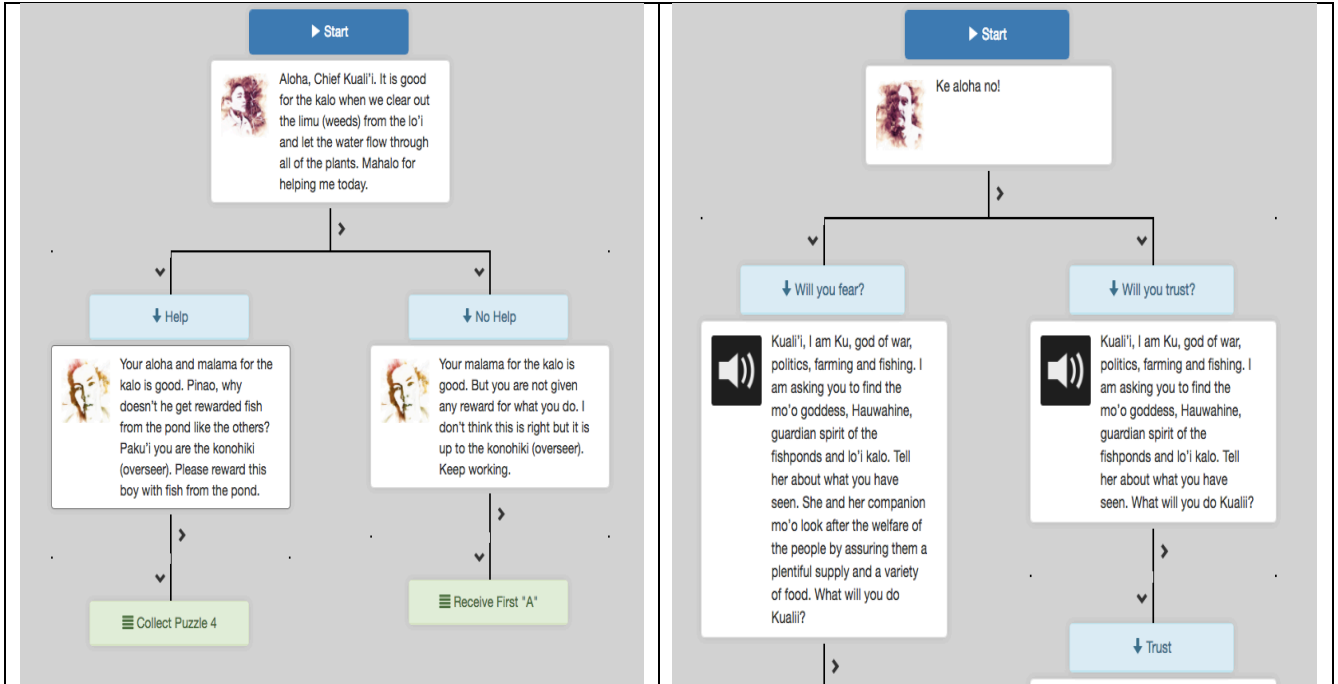 Start
Aloha, Chief Kuali'i. It is good
for the kalo when we clear out
the limu (weeds) from the lo'i
and let the water flow through
all of the plants. Mahalo for
helping me today.
Help
No Help
Your aloha and malama for the
kalo is good. Pinao, why
doesn't he get rewarded fish
from the pond like the others?
Paku'i you are the konohiki
(overseer). Please reward this
boy with fish from the pond.
Your malama for the kalo is
good. But you are not given
any reward for what you do. I
don't think this is right but it is
up to the konohiki (overseer).
Keep working.
Collect Puzzle 4
Receive First "A"
Start
Ke aloha no!
Will you fear?
Will you trust?
Kuali'i, I am Ku, god of war,
politics, farming and fishing. I
am asking you to find the
mo'o goddess, Hauwahine,
guardian spirit of the
fishponds and lo'i kalo. Tell
her about what you have
seen. She and her companion
mo'o look after the welfare of
the people by assuring them a
plentiful supply and a variety
of food. What will you do
Kualii?
Kuali'i, I am Ku, god of war,
politics, farming and fishing. I
am asking you to find the
mo'o goddess, Hauwahine,
guardian spirit of the
fishponds and lo'i kalo. Tell
her about what you have
seen. What will you do Kualii?
Trust